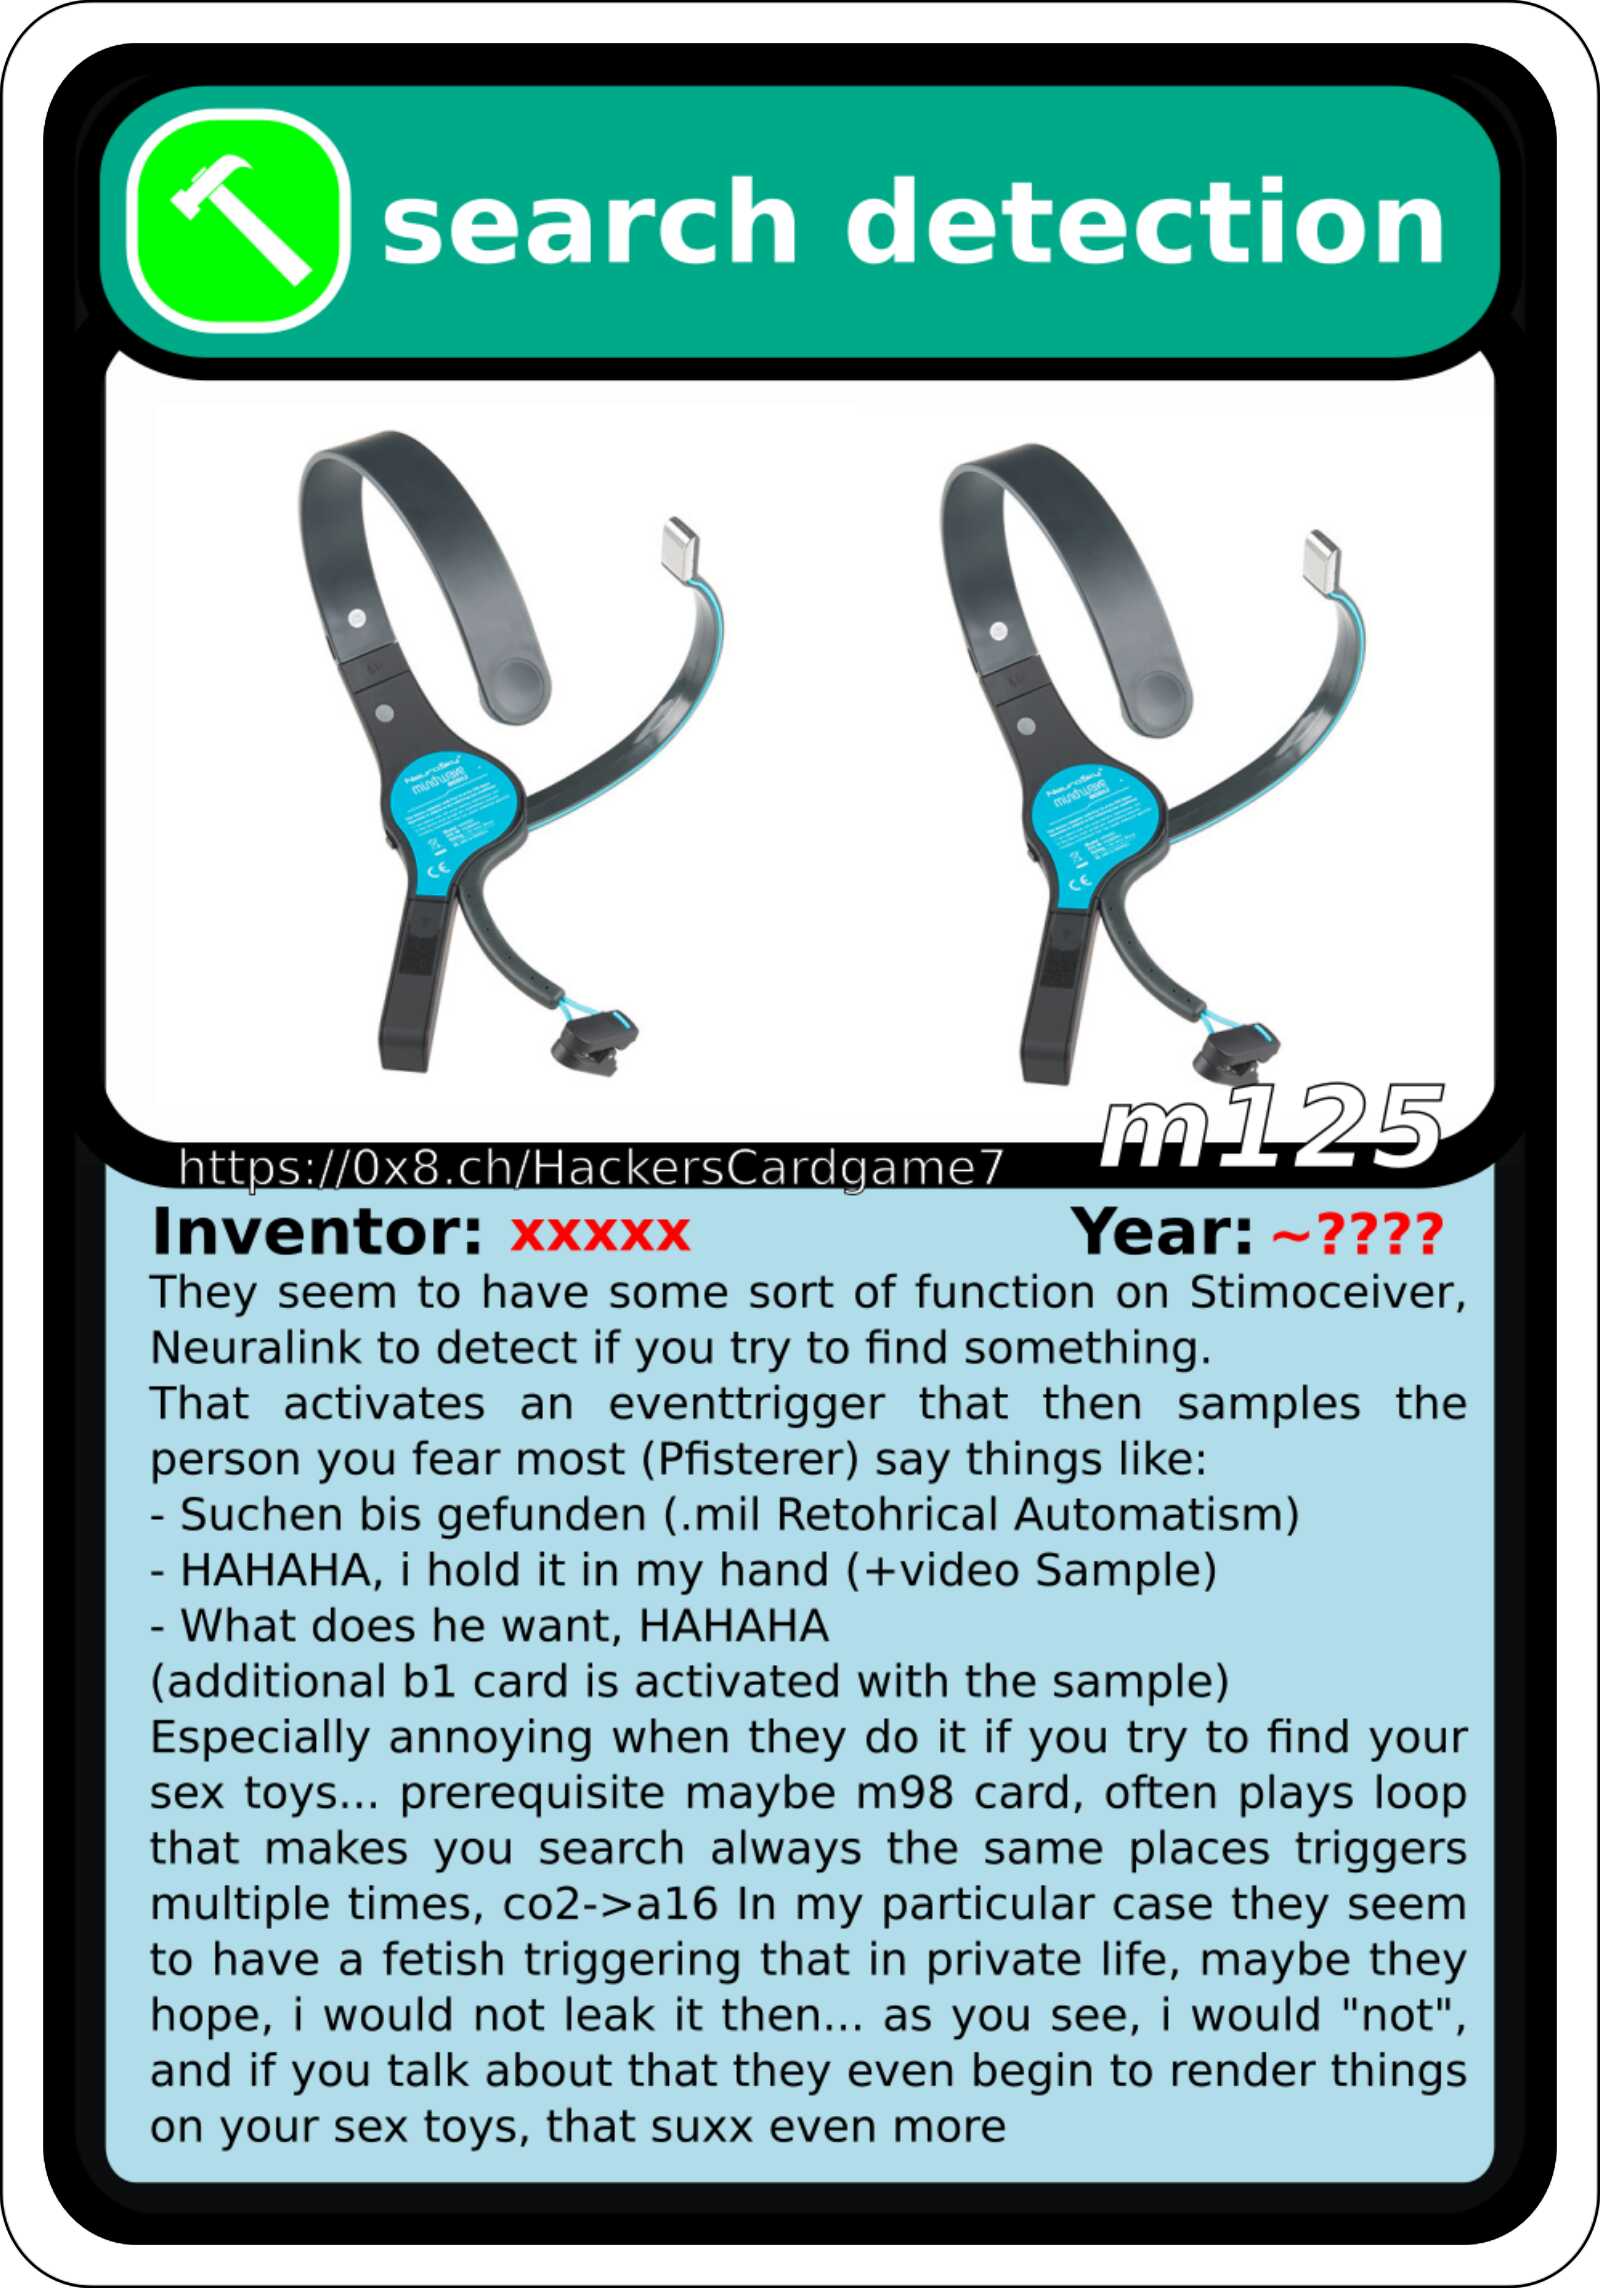 search detection
NeuroSky
mindwave
CE
NeuroSky
mindwave
CE
m125
https://0x8.ch/HackersCardgame7
Inventor: xxxxx Year: ~????
They seem to have some sort of function on Stimoceiver,
Neuralink to detect if you try to find something.
That activates an eventtrigger that then samples the
person you fear most (Pfisterer) say things like:
- Suchen bis gefunden (.mil Retohrical Automatism)
- HAHAHA, i hold it in my hand (+video Sample)
- What does he want, HAHAHA
(additional b1 card is activated with the sample)
Especially annoying when they do it if you try to find your
sex toys... prerequisite maybe m98 card, often plays loop
that makes you search always the same places triggers
multiple times, co2->a16 In my particular case they seem
to have a fetish triggering that in private life, maybe they
hope, i would not leak it then... as you see, i would "not",
and if you talk about that they even begin to render things
on your sex toys, that suxx even more